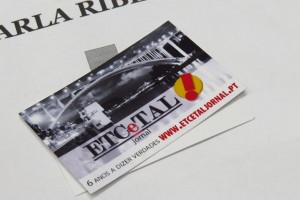 ARLA RIBE
ETCeTAL
jornal
!
6 ANOS A DIZER VERDADES WWW.ETCETALJORNAL.PT